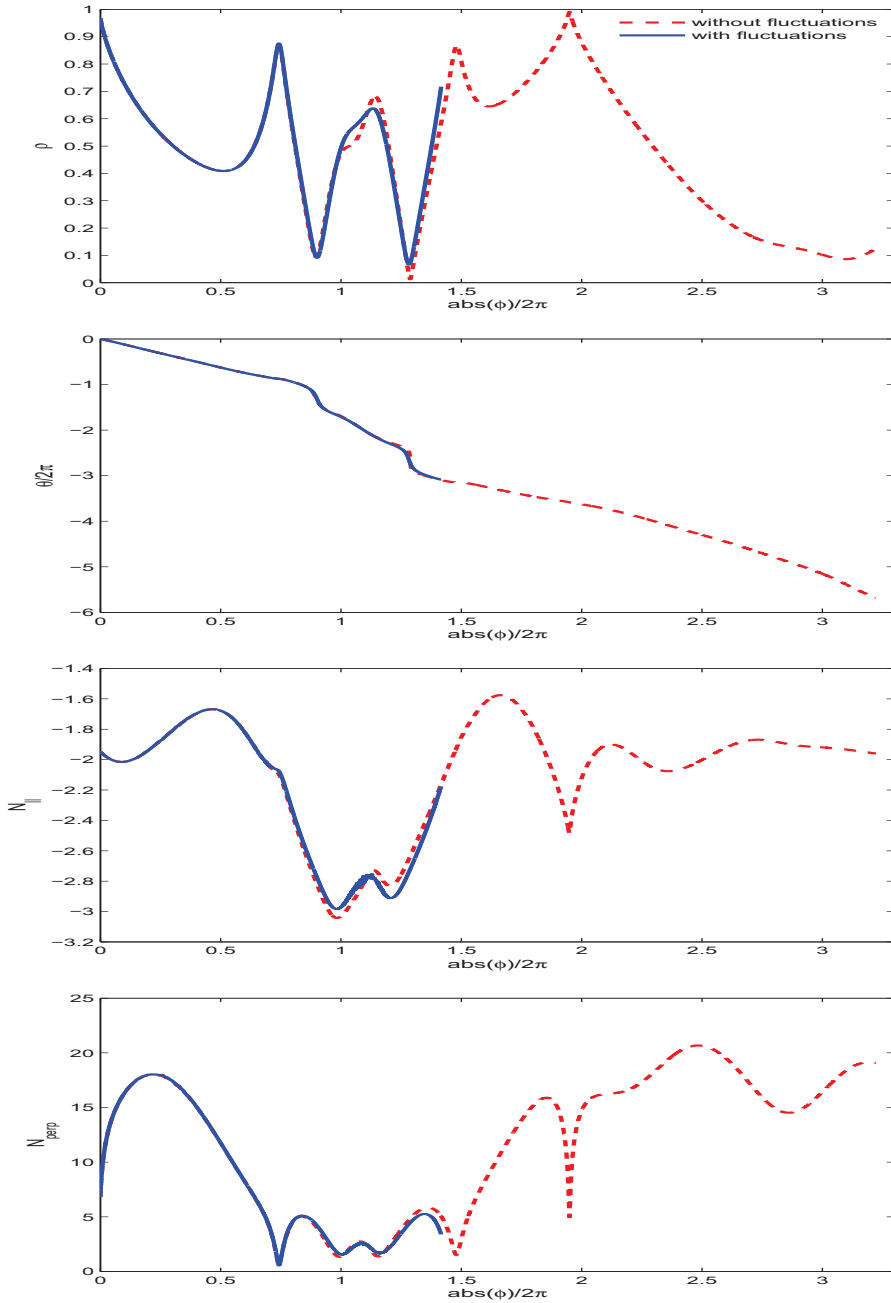 1
0.9
0.8
0.7
0.6
0.5
0.4
0.3
0.2
0.1
0
ρ
without fluctuations
with fluctuations
0 0.5 1 1.5 2 2.5 3
abs(ϕ)/2π
0
−1
−2
−3
−4
−5
−6
θ/2π
0 0.5 1 1.5 2 2.5 3
abs(ϕ)/2π
−1.4
−1.6
−1.8
−2
−2.2
−2.4
−2.6
−2.8
−3
−3.2
N||
0 0.5 1 1.5 2 2.5 3
abs(ϕ)/2π
25
20
15
10
5
0
Nperp
0 0.5 1 1.5 2 2.5 3
abs(ϕ)/2π